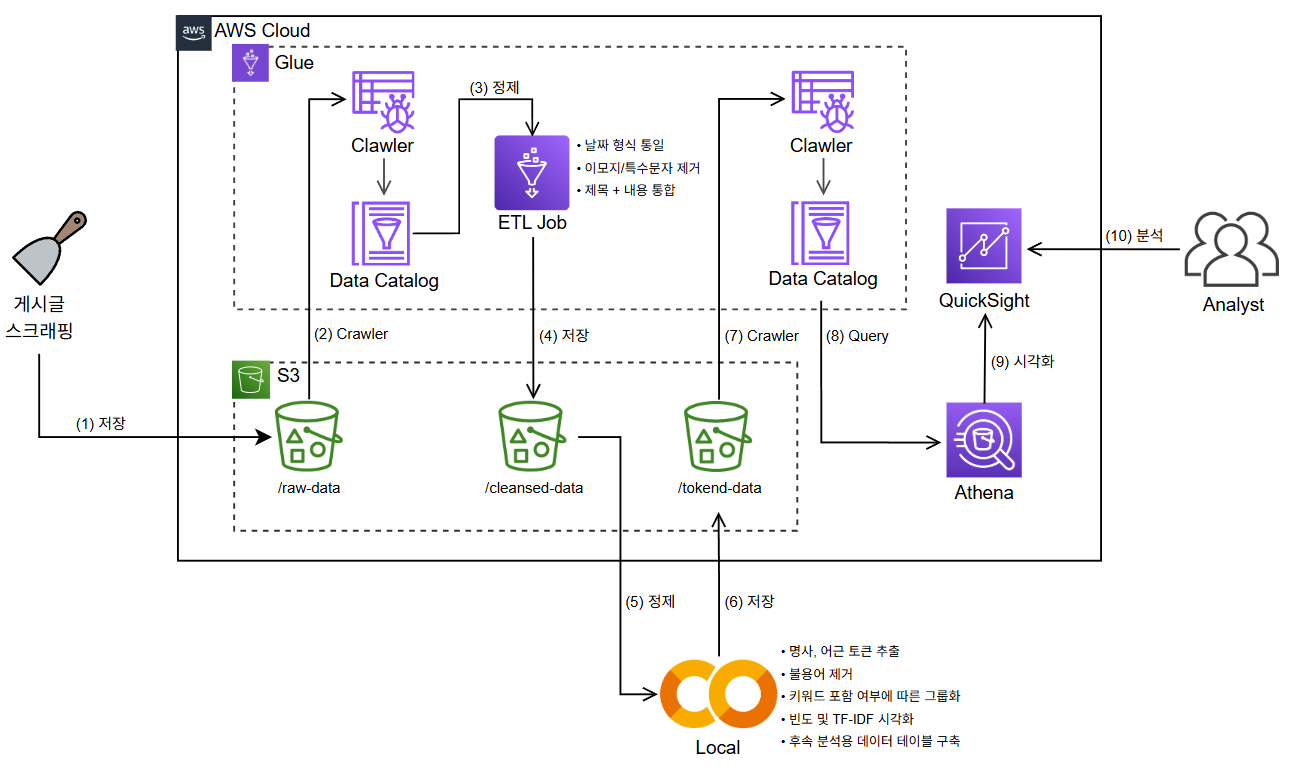 aws
AWS Cloud
Glue
Clawler
Data Catalog
(3) 정제
ETL Job
• 날짜 형식 통일
• 이모지/특수문자 제거
• 제목 + 내용 통합
Clawler
Data Catalog
게시글
스크래핑
(1) 저장
(2) Crawler
(4) 저장
(7) Crawler
(8) Query
QuickSight
(10) 분석
Analyst
(9) 시각화
Athena
S3
/raw-data
/cleansed-data
/tokend-data
(5) 정제
(6) 저장
Local
• 명사, 어근 토큰 추출
• 불용어 제거
• 키워드 포함 여부에 따른 그룹화
• 빈도 및 TF-IDF 시각화
• 후속 분석용 데이터 테이블 구축